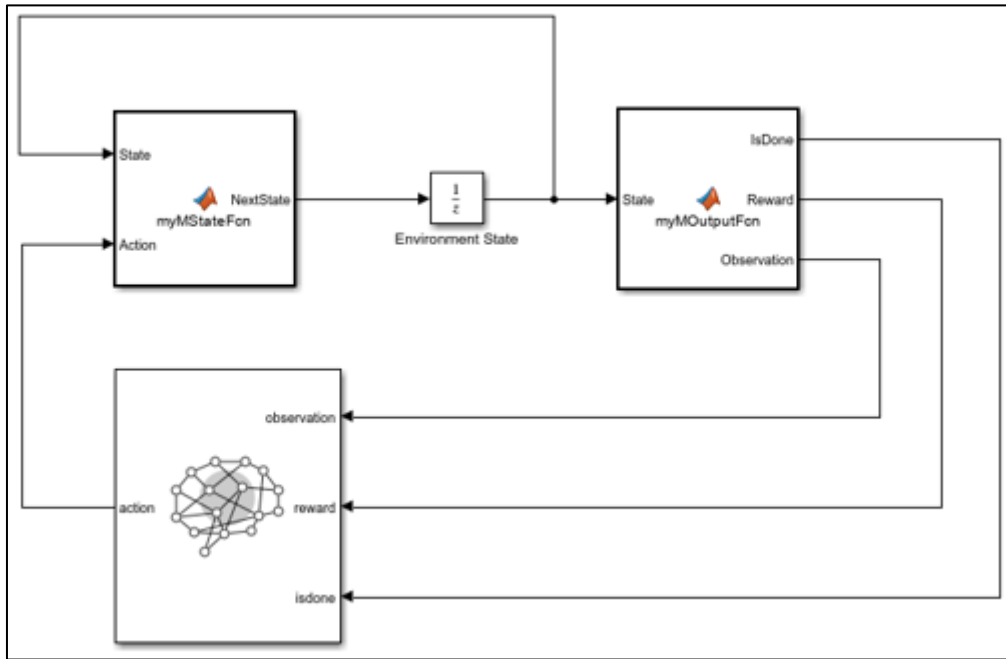 State
NextState
myMStateFcn
Action
1
z
Environment State
IsDone
State
Reward
myMOutputFcn
Observation
observation
action
reward
isdone